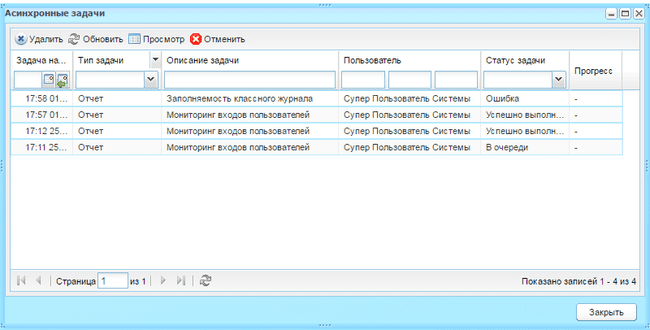 Асинхронные задачи
Удалить Обновить Просмотр Отменить
Задача на... Тип задачи Описание задачи Пользователь Статус задачи Прогресс
17:58 01... Отчет Заполняемость классного журнала Супер Пользователь Системы Ошибка -
17:57 01... Отчет Мониторинг входов пользователей Супер Пользователь Системы Успешно выполн... -
17:12 25... Отчет Мониторинг входов пользователей Супер Пользователь Системы Успешно выполн... -
17:11 25... Отчет Мониторинг входов пользователей Супер Пользователь Системы В очереди -
Страница 1 из 1 Показано записей 1 - 4 из 4
Закрыть